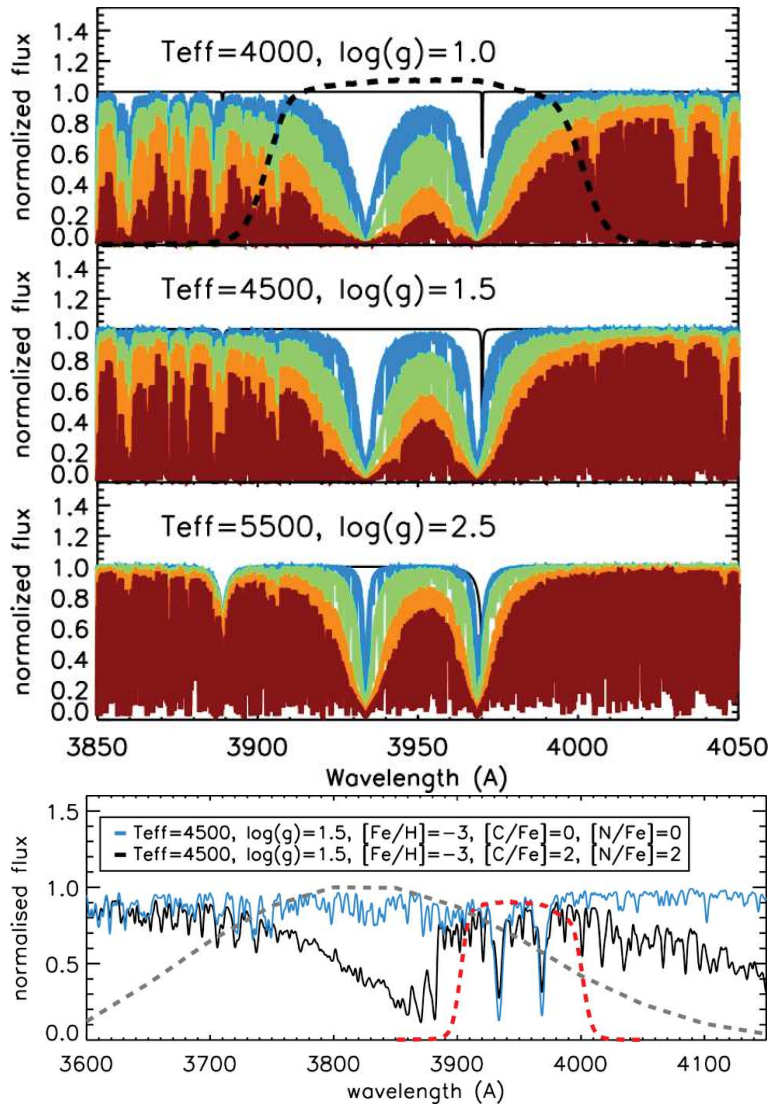 Teff=4000, log(g)=1.0
normalized flux
1.4
1.2
1.0
0.8
0.6
0.4
0.2
0.0
Teff=4500, log(g)=1.5
normalized flux
1.4
1.2
1.0
0.8
0.6
0.4
0.2
0.0
Teff=5500, log(g)=2.5
normalized flux
1.4
1.2
1.0
0.8
0.6
0.4
0.2
0.0
3850 3900 3950 4000 4050
Wavelength (A)
Teff=4500, log(g)=1.5, [Fe/H]=-3, [C/Fe]=0, [N/Fe]=0
Teff=4500, log(g)=1.5, [Fe/H]=-3, [C/Fe]=2, [N/Fe]=2
normalised flux
1.5
1.0
0.5
0.0
3600 3700 3800 3900 4000 4100
wavelength (A)